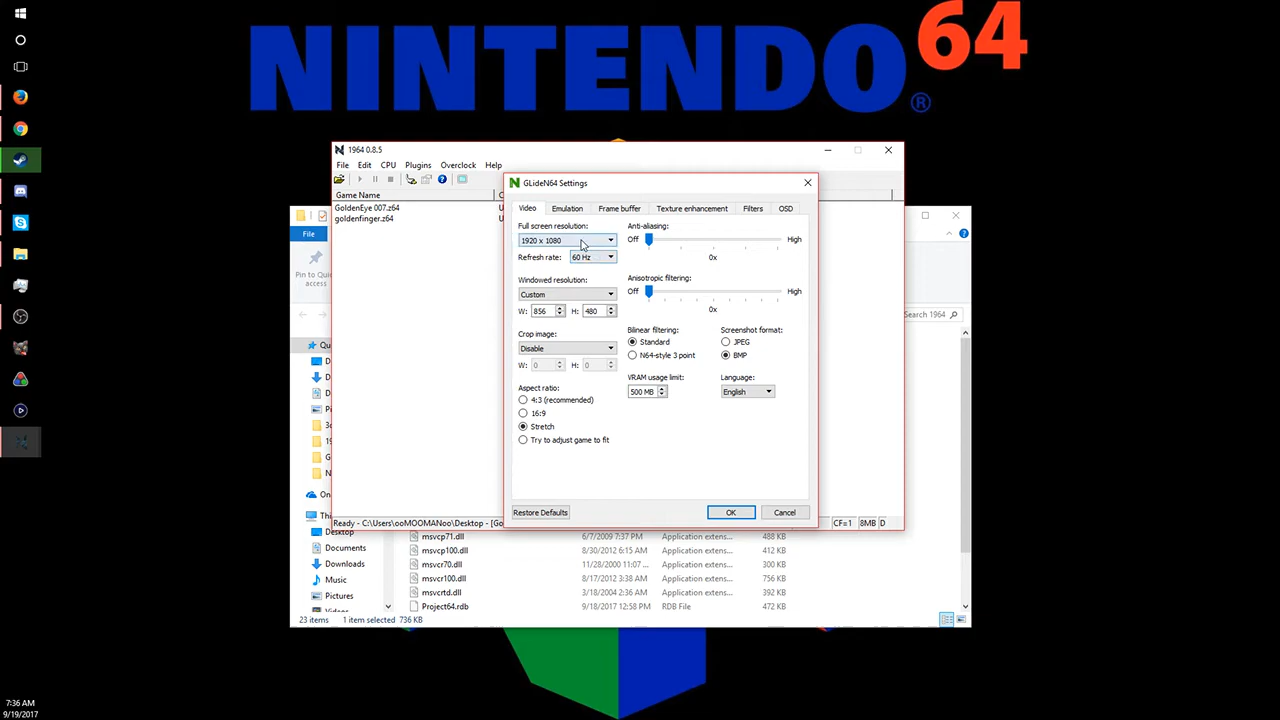 NINTENDO 64
®
1964 0.8.5
File Edit CPU Plugins Overclock Help
Game Name
GoldenEye 007.z64
goldenfinger.z64
GLideN64 Settings
Video Emulation Frame buffer Texture enhancement Filters OSD
Full screen resolution:
1920 x 1080
Refresh rate: 60 Hz
Windowed resolution:
Custom
W: 856 H: 480
Crop image:
Disable
W: 0 H: 0
Aspect ratio:
4:3 (recommended)
16:9
Stretch
Try to adjust game to fit
Anti-aliasing:
Off High
0x
Anisotropic filtering:
Off High
0x
Bilinear filtering:
Standard
N64-style 3 point
Screenshot format:
JPEG
BMP
VRAM usage limit:
500 MB
Language:
English
Restore Defaults OK Cancel
Ready - C:\Users\ooMOOMANoo\Desktop - [Go
CF=1 8MB D
File
Pin to Quick
access
Search 1964
Qu
On
Thi
Desktop
Documents
Downloads
Music
Pictures
Videos
msvcp71.dll 6/7/2009 7:37 PM Application extens... 488 KB
msvcp100.dll 8/30/2012 6:15 AM Application extens... 412 KB
msvcr70.dll 11/28/2000 11:07 ... Application extens... 300 KB
msvcr100.dll 8/17/2012 3:38 AM Application extens... 756 KB
msvcrtd.dll 3/18/2004 2:36 AM Application extens... 392 KB
Project64.rdb 9/18/2017 12:58 PM RDB File 472 KB
23 items 1 item selected 736 KB
7:36 AM
9/19/2017